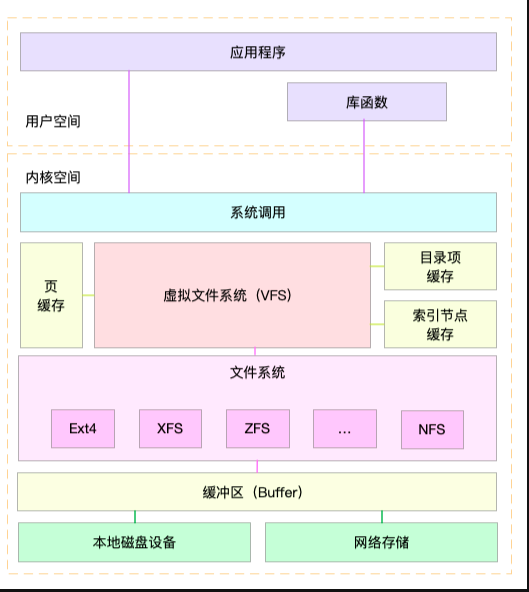 应用程序
库函数
用户空间
内核空间
系统调用
页
缓存
虚拟文件系统（VFS）
目录项
缓存
索引节点
缓存
文件系统
Ext4
XFS
ZFS
...
NFS
缓冲区（Buffer）
本地磁盘设备
网络存储